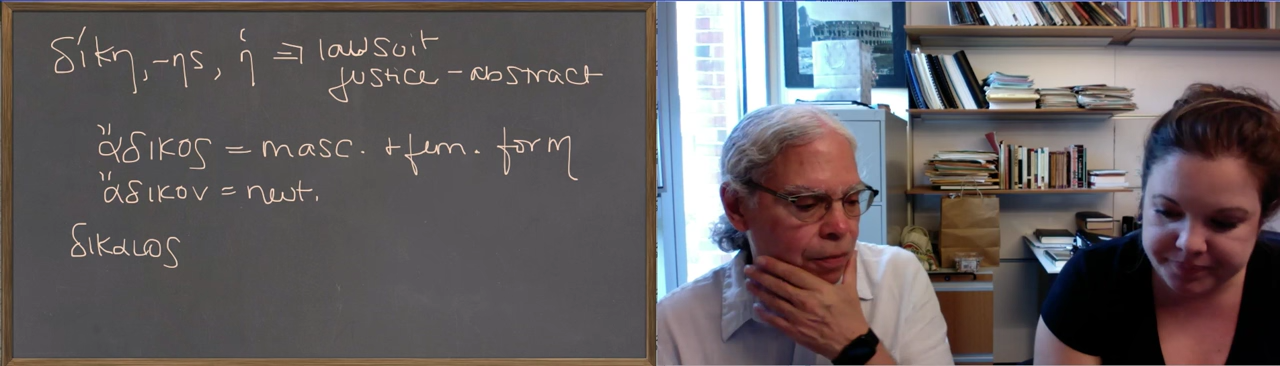 δίκη, -ης, ἡ ⇒ lawsuit
justice - abstract
ἄδικος = masc. + fem. form
ἄδικον = neut.
δικαιος